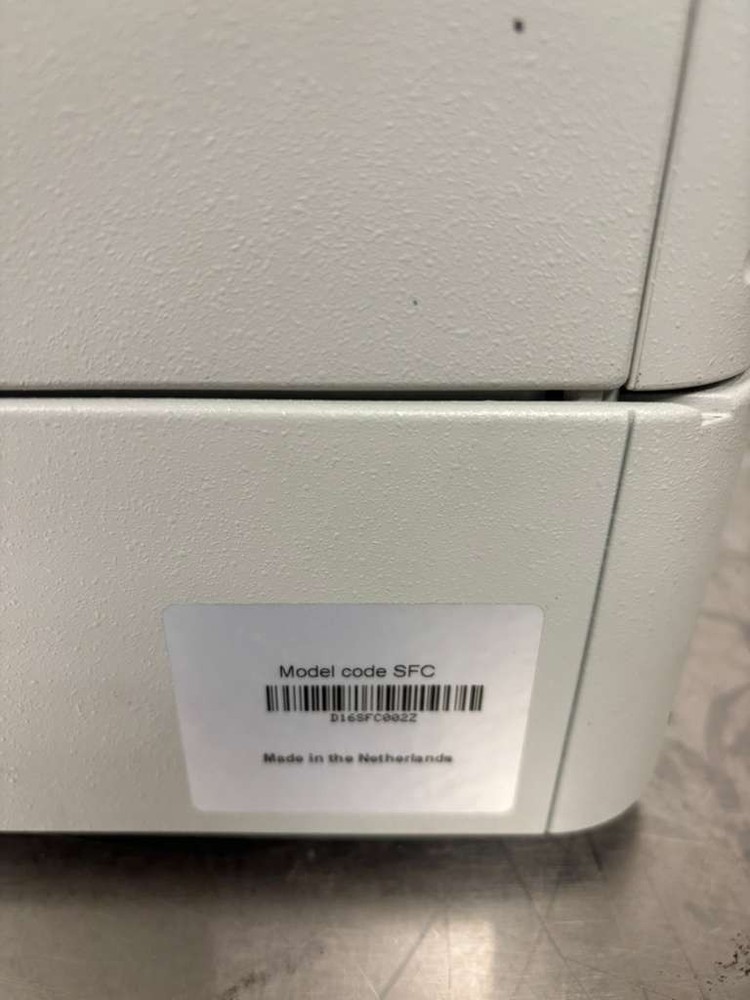 Model code SFC
D16SFC002Z
Made in the Netherlands